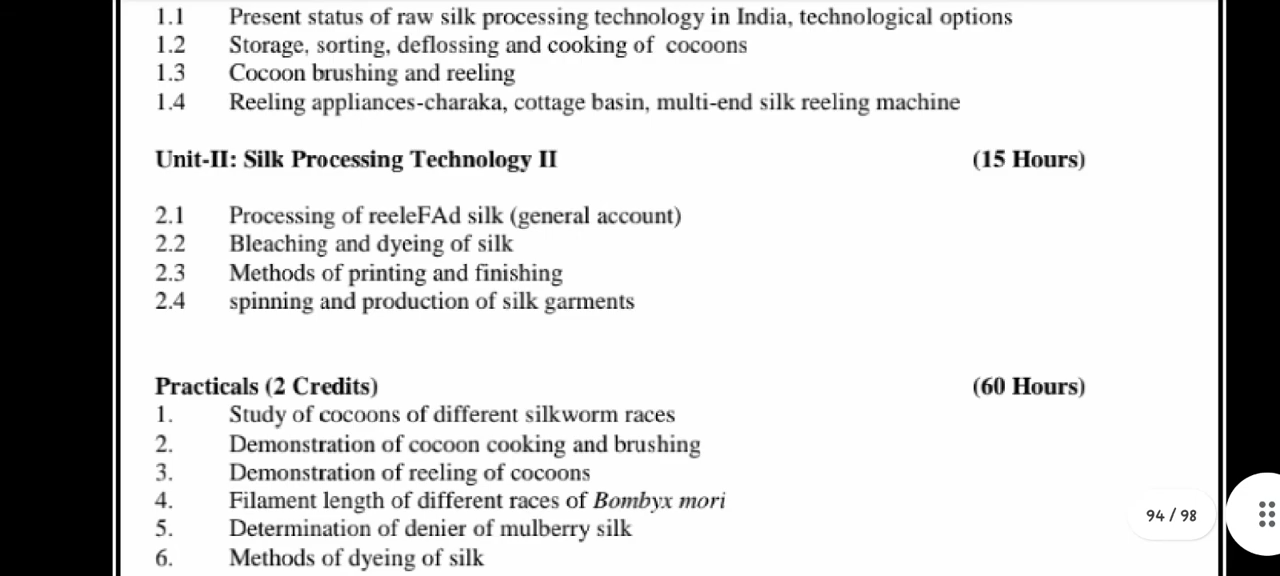 1.1 Present status of raw silk processing technology in India, technological options
1.2 Storage, sorting, deflossing and cooking of cocoons
1.3 Cocoon brushing and reeling
1.4 Reeling appliances-charaka, cottage basin, multi-end silk reeling machine
Unit-II: Silk Processing Technology II (15 Hours)
2.1 Processing of reeleFAd silk (general account)
2.2 Bleaching and dyeing of silk
2.3 Methods of printing and finishing
2.4 spinning and production of silk garments
Practicals (2 Credits) (60 Hours)
1. Study of cocoons of different silkworm races
2. Demonstration of cocoon cooking and brushing
3. Demonstration of reeling of cocoons
4. Filament length of different races of Bombyx mori
5. Determination of denier of mulberry silk
6. Methods of dyeing of silk
94 / 98